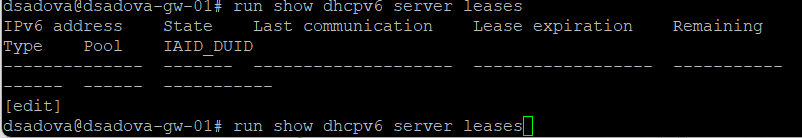 dsadova@dsadova-gw-01# run show dhcpv6 server leases
IPv6 address    State    Last communication    Lease expiration    Remaining
Type    Pool    IAID_DUID
--------------  -------  --------------------  ------------------  -----------
------  ------  -----------
[edit]
dsadova@dsadova-gw-01# run show dhcpv6 server leases